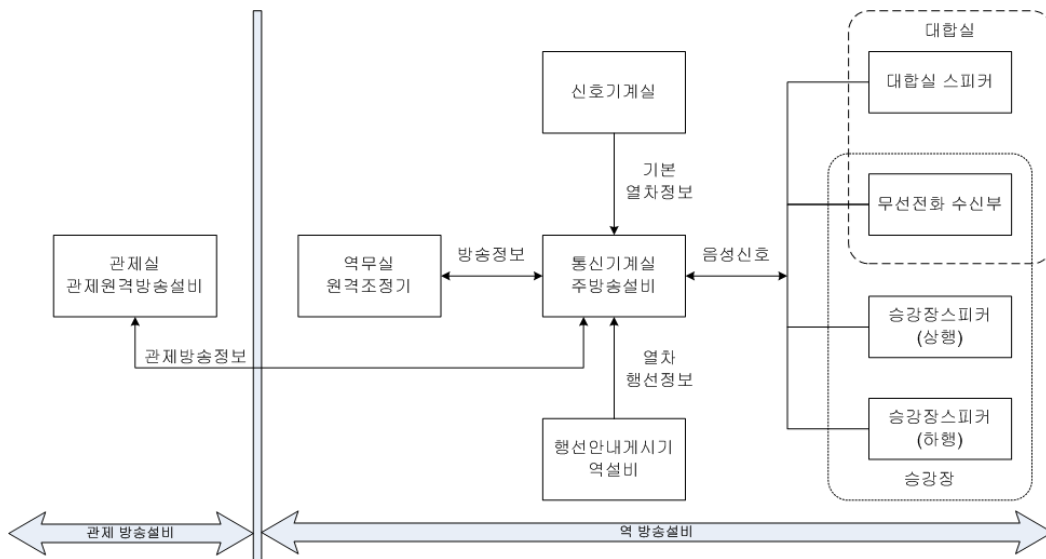 대합실
대합실 스피커
신호기계실
기본
열차정보
무선전화 수신부
관제실
관제원격방송설비
역무실
원격조정기
방송정보
통신기계실
주방송설비
음성신호
승강장스피커
(상행)
관제방송정보
열차
행선정보
승강장스피커
(하행)
행선안내게시기
역설비
승강장
관제 방송설비
역 방송설비